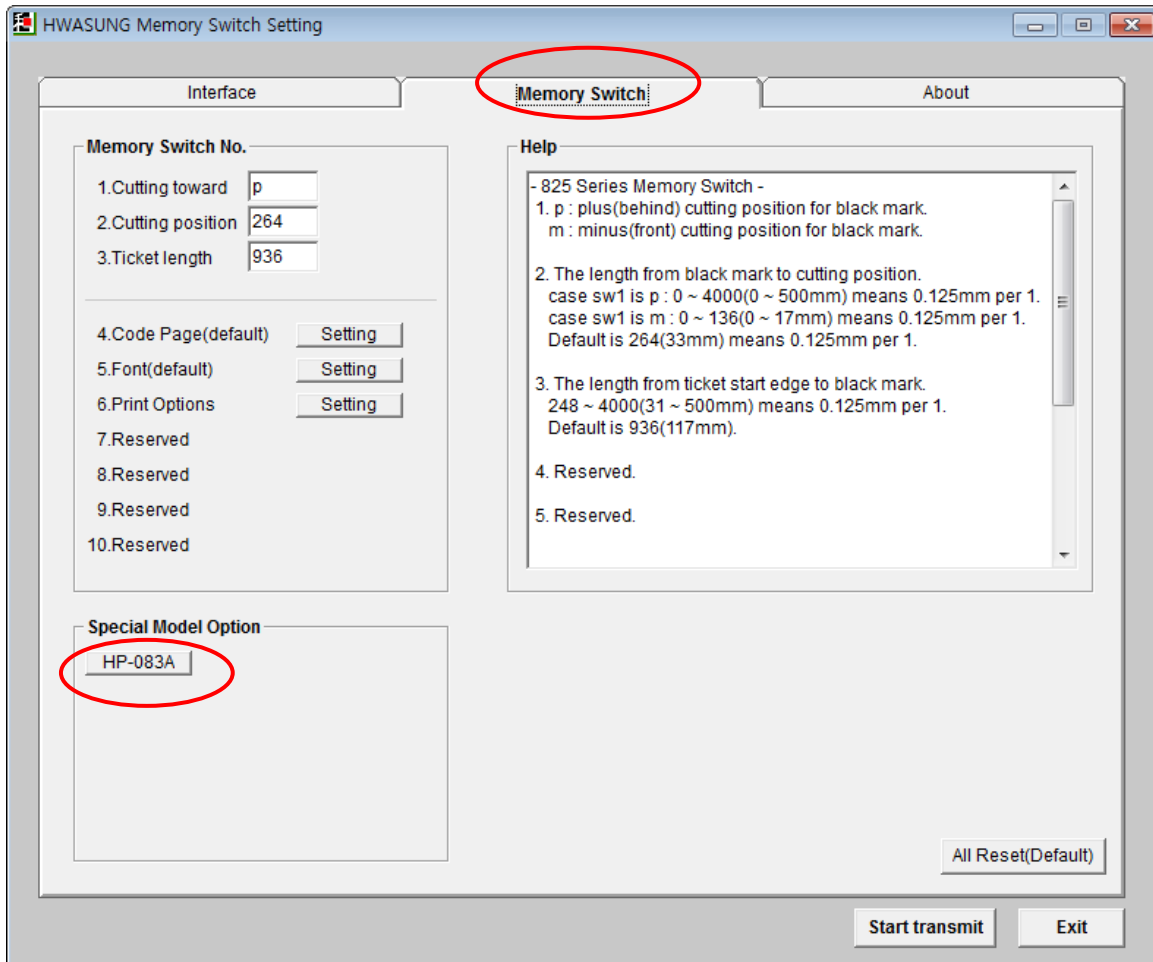 HWASUNG Memory Switch Setting
Interface
Memory Switch
About
Memory Switch No.
1.Cutting toward p
2.Cutting position 264
3.Ticket length 936
4.Code Page(default) Setting
5.Font(default) Setting
6.Print Options Setting
7.Reserved
8.Reserved
9.Reserved
10.Reserved
Help
- 825 Series Memory Switch -
1. p : plus(behind) cutting position for black mark.
m : minus(front) cutting position for black mark.
2. The length from black mark to cutting position.
case sw1 is p : 0 ~ 4000(0 ~ 500mm) means 0.125mm per 1.
case sw1 is m : 0 ~ 136(0 ~ 17mm) means 0.125mm per 1.
Default is 264(33mm) means 0.125mm per 1.
3. The length from ticket start edge to black mark.
248 ~ 4000(31 ~ 500mm) means 0.125mm per 1.
Default is 936(117mm).
4. Reserved.
5. Reserved.
Special Model Option
HP-083A
All Reset(Default)
Start transmit
Exit